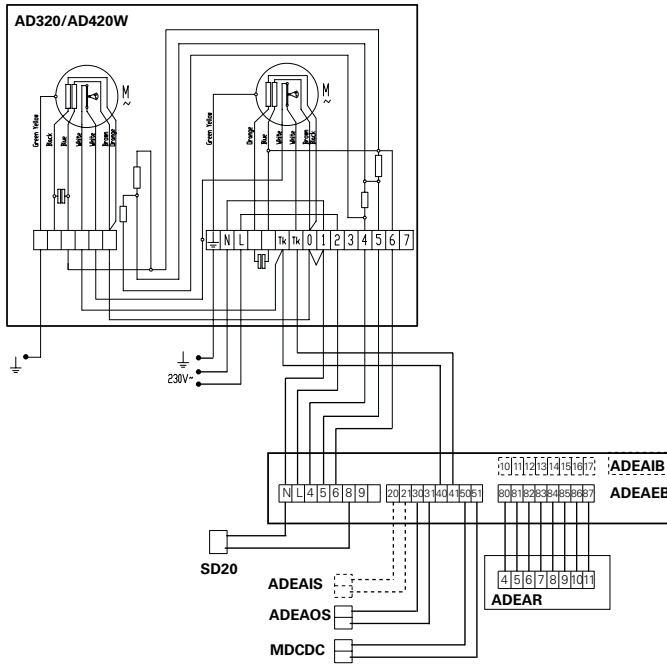 AD320/AD420W
M
~
M
~
Green Yellow
Back
Blue
White
White
Brown
Orange
Green Yellow
Orange
Blue
White
White
Brown
Back
N L Tk Tk 0 1 2 3 4 5 6 7
230V~
10 11 12 13 14 15 16 17
ADEAIB
N L 4 5 6 8 9
20 21 30 31 40 41 50 51
80 81 82 83 84 85 86 87
ADEAEB
SD20
ADEAIS
4 5 6 7 8 9 10 11
ADEAR
ADEAOS
MDCDC